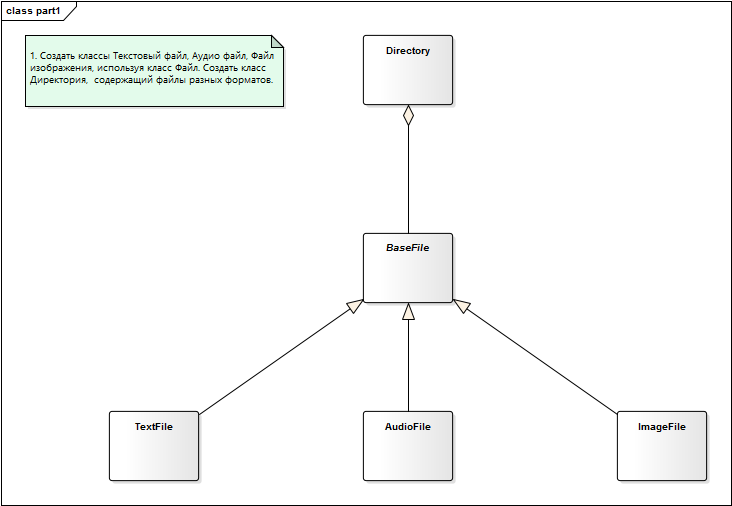 class part1
1. Создать классы Текстовый файл, Аудио файл, Файл
изображения, используя класс Файл. Создать класс
Директория,  содержащий файлы разных форматов.
Directory
BaseFile
TextFile
AudioFile
ImageFile